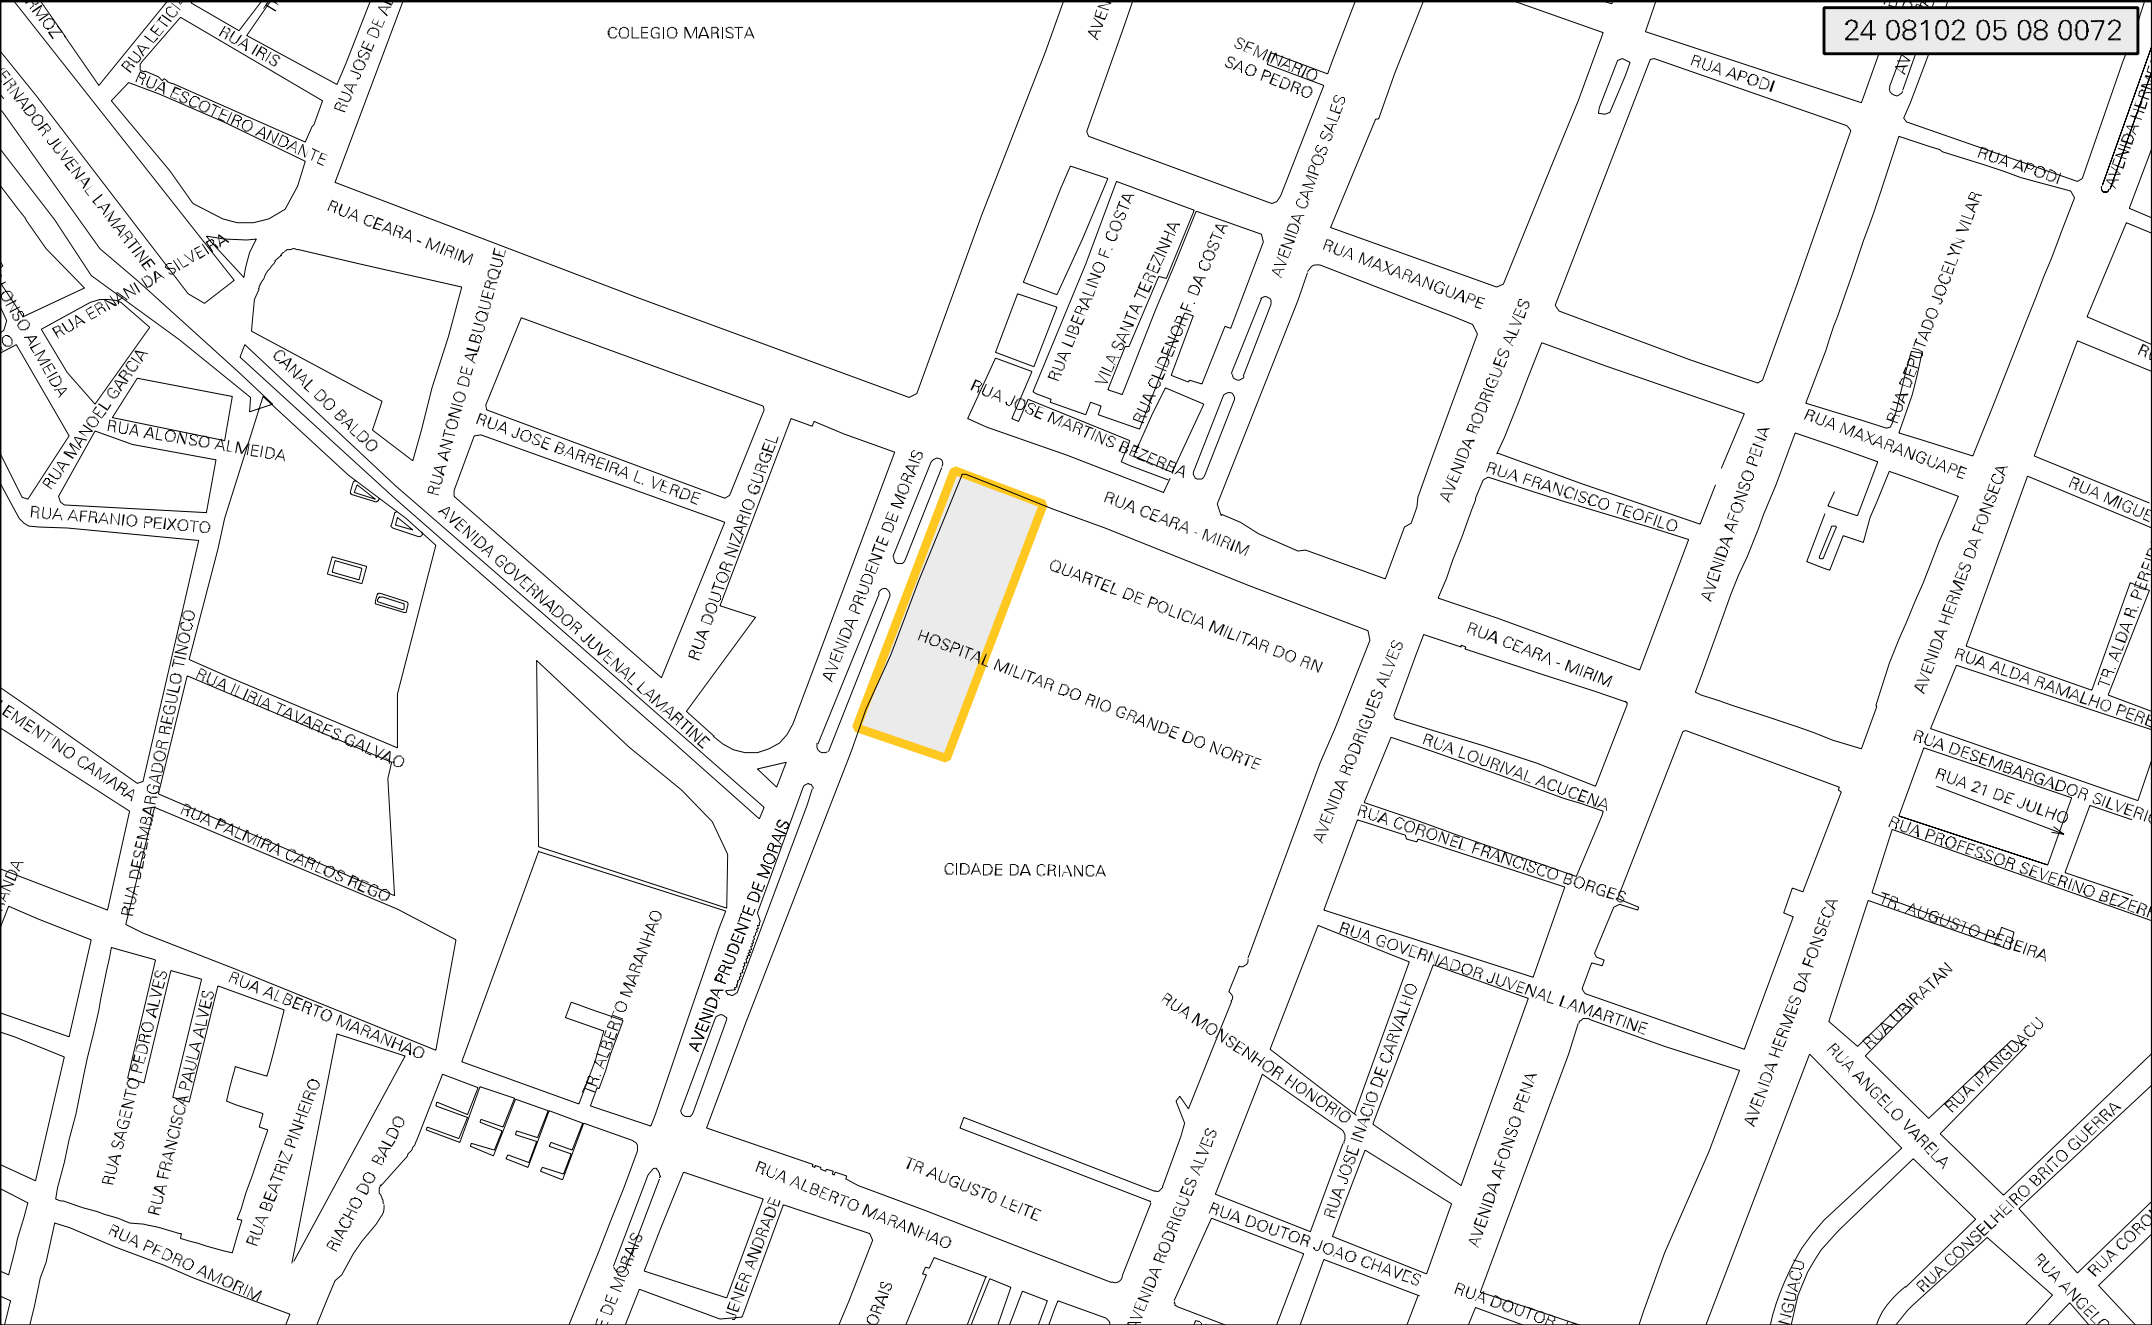 24 08102 05 08 0072
COLEGIO MARISTA
RUA IRIS
RUA ESCOTEIRO ANDANTE
SEMINARIO
SAO PEDRO
RUA APODI
RUA APODI
RUA CEARA - MIRIM
AVENIDA CAMPOS SALES
RUA MAXARANGUAPE
RUA DEPUTADO JOCELYN VILAR
RUA LIBERALINO F. COSTA
VILA SANTA TEREZINHA
RUA CLIDENOR F. DA COSTA
RUA ERNANI DA SILVEIRA
RUA ANTONIO DE ALBUQUERQUE
CANAL DO BALDO
RUA MANOEL GARCIA
RUA ALONSO ALMEIDA
RUA AFRANIO PEIXOTO
RUA JOSE BARREIRA L. VERDE
RUA JOSE MARTINS BEZERRA
AVENIDA RODRIGUES ALVES
RUA MAXARANGUAPE
RUA FRANCISCO TEOFILO
AVENIDA AFONSO PENA
AVENIDA HERMES DA FONSECA
RUA DOUTOR NIZARIO GURGEL
AVENIDA PRUDENTE DE MORAIS
RUA CEARA - MIRIM
QUARTEL DE POLICIA MILITAR DO RN
HOSPITAL MILITAR DO RIO GRANDE DO NORTE
AVENIDA GOVERNADOR JUVENAL LAMARTINE
RUA CEARA - MIRIM
AVENIDA RODRIGUES ALVES
RUA DESEMBARGADOR REGULO TINOCO
RUA ILIRIA TAVARES GALVAO
RUA PALMIRA CARLOS REGO
RUA LOURIVAL ACUCENA
RUA CORONEL FRANCISCO BORGES
RUA 21 DE JULHO
TR. AUGUSTO PEREIRA
CIDADE DA CRIANCA
AVENIDA PRUDENTE DE MORAIS
RUA GOVERNADOR JUVENAL LAMARTINE
AVENIDA HERMES DA FONSECA
RUA UBIRATAN
RUA IPANGUACU
RUA ANGELO VARELA
RUA CONSELHEIRO BRITO GUERRA
TR. ALBERTO MARANHAO
RUA ALBERTO MARANHAO
RUA SAGENTO PEDRO ALVES
RUA FRANCISCA PAULA ALVES
RUA BEATRIZ PINHEIRO
RIACHO DO BALDO
RUA PEDRO AMORIM
RUA MONSENHOR HONORIO
RUA JOSE INACIO DE CARVALHO
AVENIDA AFONSO PENA
RUA ALBERTO MARANHAO
TR AUGUSTO LEITE
AVENIDA RODRIGUES ALVES
RUA DOUTOR JOAO CHAVES